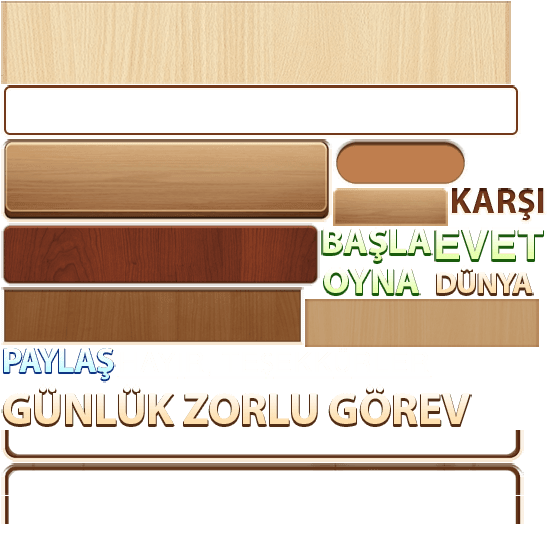 KARŞI
BAŞLA EVET
OYNA DÜNYA
PAYLAŞ
GÜNLÜK ZORLU GÖREV